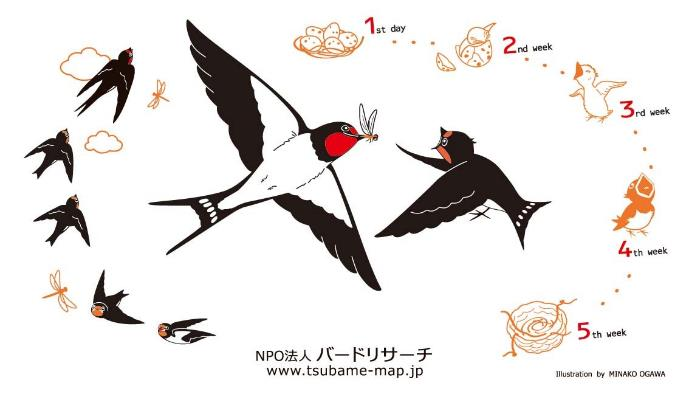 1st day
2nd week
3rd week
4th week
5th week
NPO法人 バードリサーチ
www.tsubame-map.jp
Illustration by MINAKO OGAWA